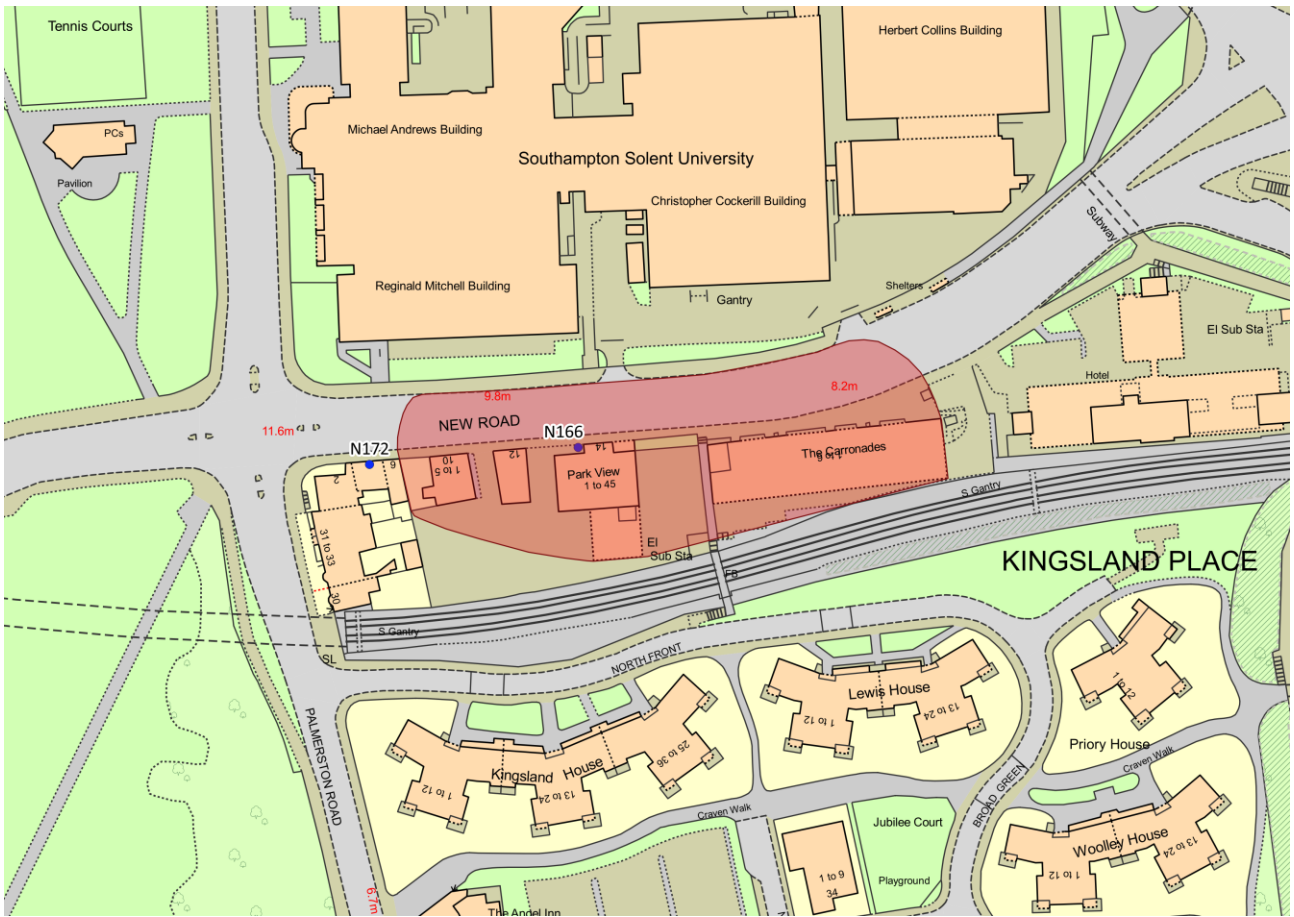 Tennis Courts
Herbert Collins Building
PCs
Michael Andrews Building
Southampton Solent University
Pavilion
Christopher Cockerill Building
Subway
Reginald Mitchell Building
Shelters
Gantry
El Sub Sta
Hotel
8.2m
9.8m
NEW ROAD
11.6m
N166
N172
14
12
10
1 to 5
6
2
Park View
1 to 45
The Carronades
S Gantry
31 to 33
El
Sub Sta
FB
KINGSLAND PLACE
30
S Gantry
SL
NORTH FRONT
Lewis House
1 to 12
13 to 24
1 to 12
Priory House
PALMERSTON ROAD
Kingsland House
1 to 12
13 to 24
25 to 36
Craven Walk
BROAD GREEN
Craven Walk
Jubilee Court
Woolley House
1 to 12
13 to 24
1 to 9
34
Playground
6.7m
The Angel Inn